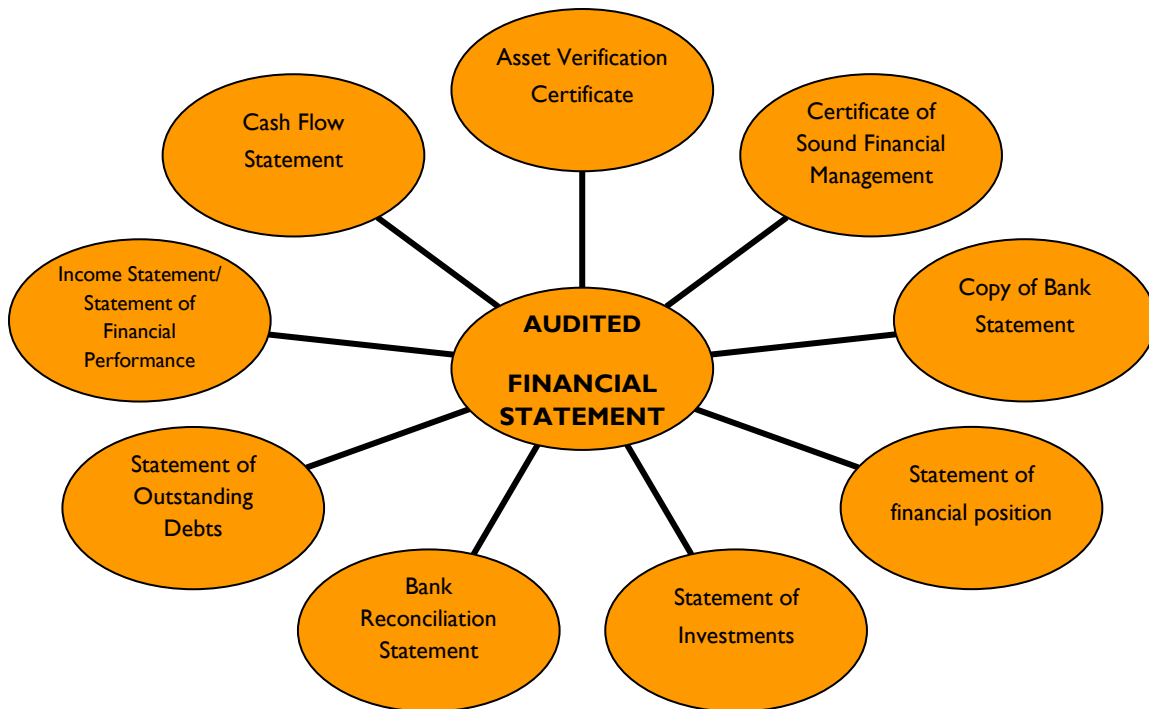 Asset Verification
Certificate
Certificate of
Sound Financial
Management
Copy of Bank
Statement
Statement of
financial position
Statement of
Investments
Bank
Reconciliation
Statement
Statement of
Outstanding
Debts
Income Statement/
Statement of
Financial
Performance
Cash Flow
Statement
AUDITED
FINANCIAL
STATEMENT